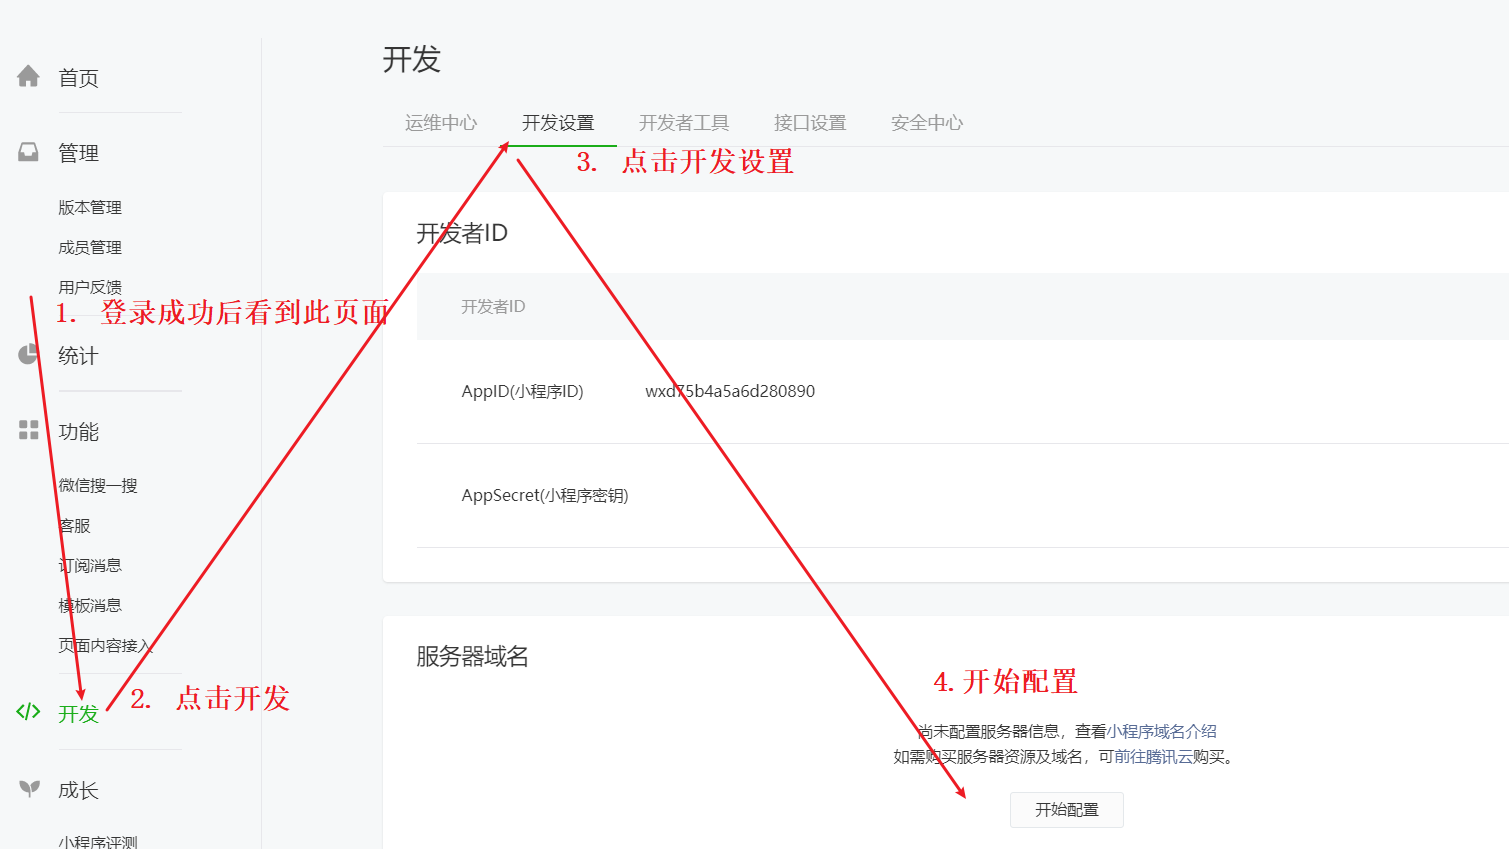 首页
管理
版本管理
成员管理
用户反馈
1. 登录成功后看到此页面
统计
功能
微信搜一搜
客服
订阅消息
模板消息
页面内容接入
开发
2. 点击开发
成长
小程序评测
开发
运维中心 开发设置 开发者工具 接口设置 安全中心
3. 点击开发设置
开发者ID
开发者ID
AppID(小程序ID) wxd75b4a5a6d280890
AppSecret(小程序密钥)
服务器域名
4.开始配置
尚未配置服务器信息，查看小程序域名介绍
如需购买服务器资源及域名，可前往腾讯云购买。
开始配置